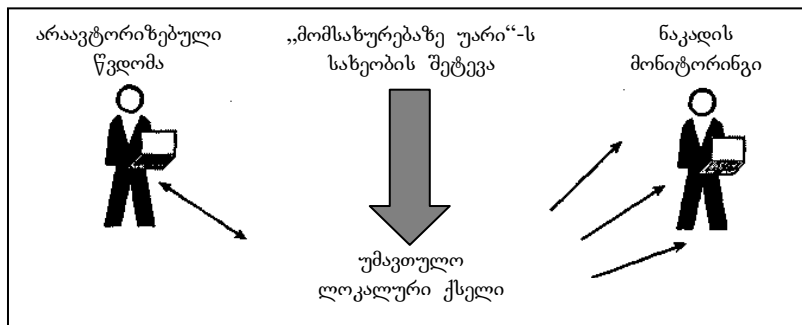 არაავტორიზებული
წვდომა
„მომსახურებაზე უარი“-ს
სახეობის შეტევა
ნაკადის
მონიტორინგი
უმავთულო
ლოკალური ქსელი